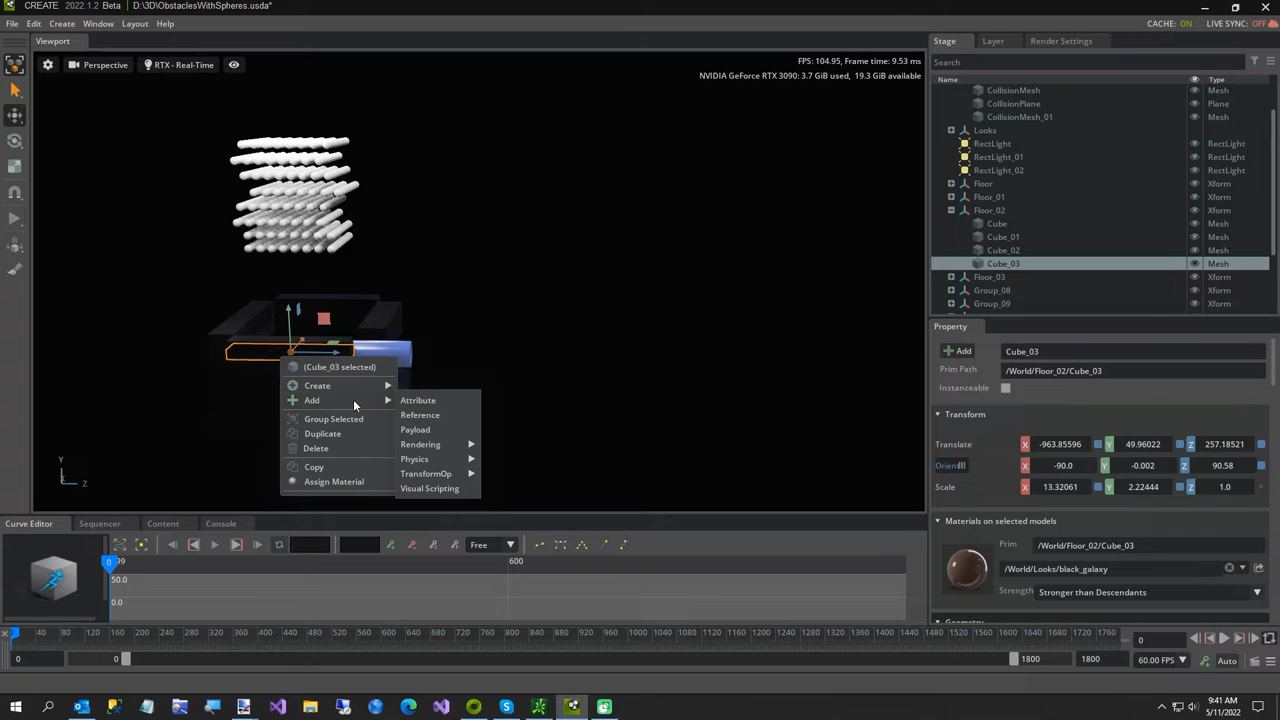 CREATE 2022.1.2 D:\3D\ObstaclesWithSpheres.usda*
File Edit Create Window Layout Help
CACHE: ON LIVE SYNC: OFF
Viewport
Perspective
RTX - Real-Time
FPS: 104.95, Frame time: 9.53 ms
NVIDIA GeForce RTX 3090: 3.7 GiB used, 19.3 GiB available
Y
Z
(Cube_03 selected)
Create
Add
Group Selected
Duplicate
Delete
Copy
Assign Material
Attribute
Reference
Payload
Rendering
Physics
TransformOp
Visual Scripting
Stage Layer Render Settings
Search
Name Type
CollisionMesh Mesh
CollisionPlane Plane
CollisionMesh_01 Mesh
Looks
RectLight RectLight
RectLight_01 RectLight
RectLight_02 RectLight
Floor Xform
Floor_01 Xform
Floor_02 Xform
Cube Mesh
Cube_01 Mesh
Cube_02 Mesh
Cube_03 Mesh
Floor_03 Xform
Group_08 Xform
Group_09 Xform
Property
Add Cube_03
Prim Path /World/Floor_02/Cube_03
Instanceable
Transform
Translate X -963.85596 Y 49.96022 Z 257.18521
Orient X -90.0 Y -0.002 Z 90.58
Scale X 13.32061 Y 2.22444 Z 1.0
Materials on selected models
Prim /World/Floor_02/Cube_03
/World/Looks/black_galaxy
Strength Stronger than Descendants
Geometry
Curve Editor Sequencer Content Console
Free
0 99 600
50.0
0.0
40 80 120 160 200 240 280 320 360 400 440 480 520 560 600 640 680 720 760 800 840 880 920 960 1000 1040 1080 1120 1160 1200 1240 1280 1320 1360 1400 1440 1480 1520 1560 1600 1640 1680 1720 1760
0
0 0 1800 1800
60.00 FPS
Auto
9:41 AM
5/11/2022